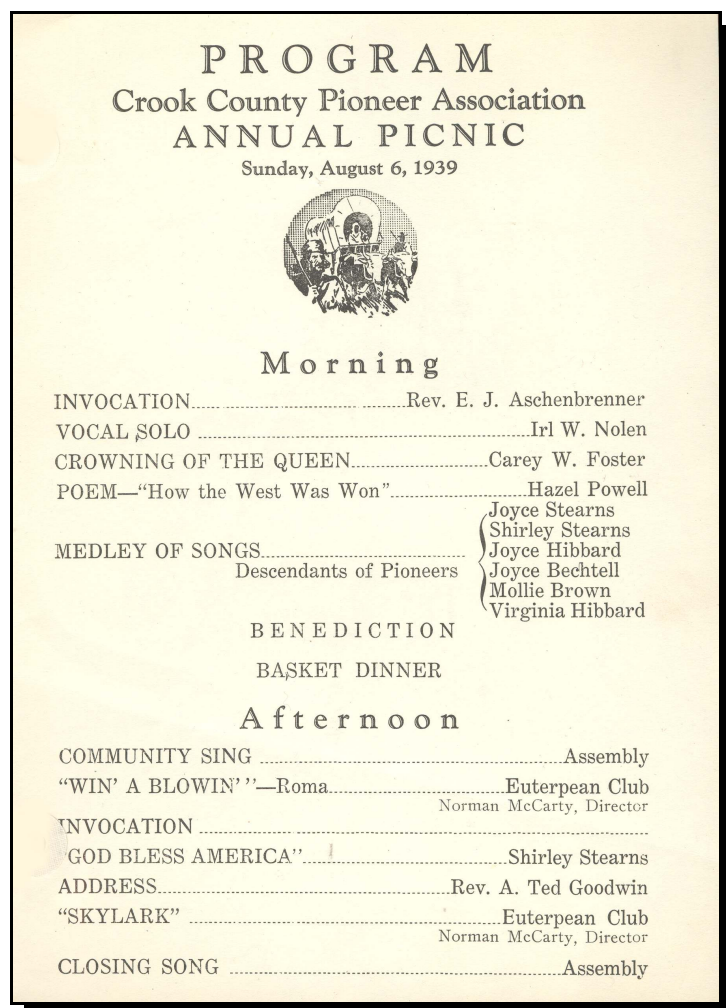 PROGRAM
Crook County Pioneer Association
ANNUAL PICNIC
Sunday, August 6, 1939
Morning
INVOCATION Rev. E. J. Aschenbrenner
VOCAL SOLO Irl W. Nolen
CROWNING OF THE QUEEN Carey W. Foster
POEM—“How the West Was Won” Hazel Powell
MEDLEY OF SONGS
Descendants of Pioneers
Joyce Stearns
Shirley Stearns
Joyce Hibbard
Joyce Bechtell
Mollie Brown
Virginia Hibbard
BENEDICTION
BASKET DINNER
Afternoon
COMMUNITY SING Assembly
“WIN' A BLOWIN' ”—Roma Euterpean Club
Norman McCarty, Director
INVOCATION
“GOD BLESS AMERICA” Shirley Stearns
ADDRESS Rev. A. Ted Goodwin
“SKYLARK” Euterpean Club
Norman McCarty, Director
CLOSING SONG Assembly